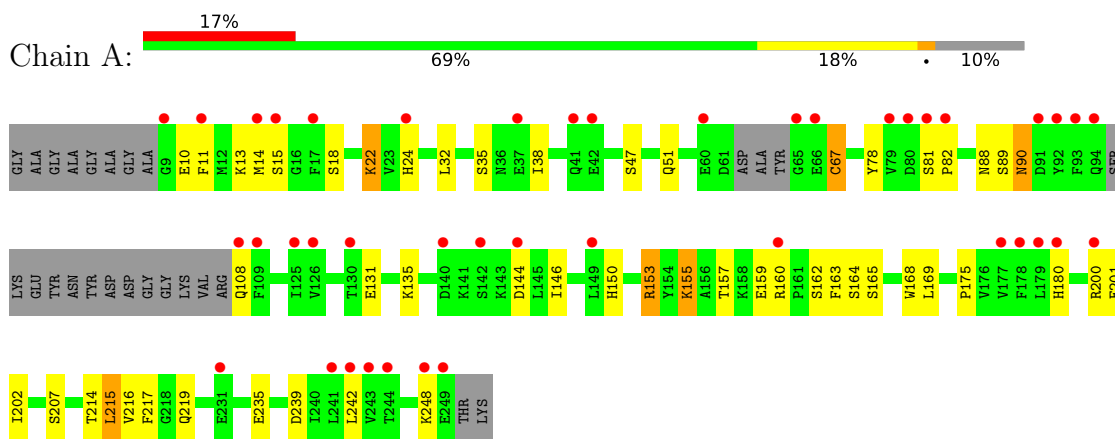 17%
Chain A:
69% 18% • 10%
GLY ALA GLY ALA GLY ALA GLY ALA G9 E10 F11 M12 K13 M14 S15 G16 F17 S18 K22 V23 H24 L32 S35 N36 E37 I38 Q41 E42 S47 Q51 E60 D61 ASP ALA TYR G65 E66 C67 Y78 V79 D80 S81 P82 N88 S89 N90 D91 Y92 F93 Q94 SER
LYS GLU TYR ASN TYR ASP ASP GLY GLY LYS VAL ARG Q108 F109 I125 V126 T130 E131 K135 D140 K141 S142 K143 D144 L145 I146 L149 H150 R153 Y154 K155 A156 T157 K158 E159 R160 P161 S162 F163 S164 S165 W168 L169 P175 V176 V177 F178 L179 H180 R200 E201
I202 S207 T214 L215 V216 F217 G218 Q219 E231 E235 D239 I240 L241 L242 V243 T244 K248 E249 THR LYS